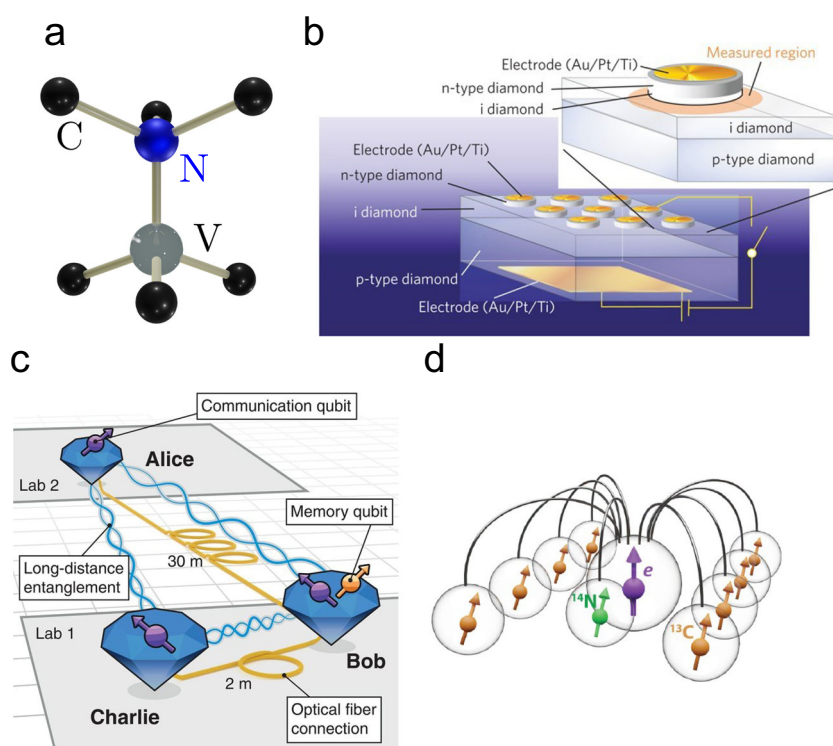 a
C
N
V
b
Electrode (Au/Pt/Ti)
n-type diamond
i diamond
Measured region
i diamond
p-type diamond
Electrode (Au/Pt/Ti)
n-type diamond
i diamond
p-type diamond
Electrode (Au/Pt/Ti)
c
Communication qubit
Alice
Lab 2
Memory qubit
30 m
Long-distance
entanglement
Lab 1
Bob
2 m
Charlie
Optical fiber
connection
d
e
¹⁴N
¹³C